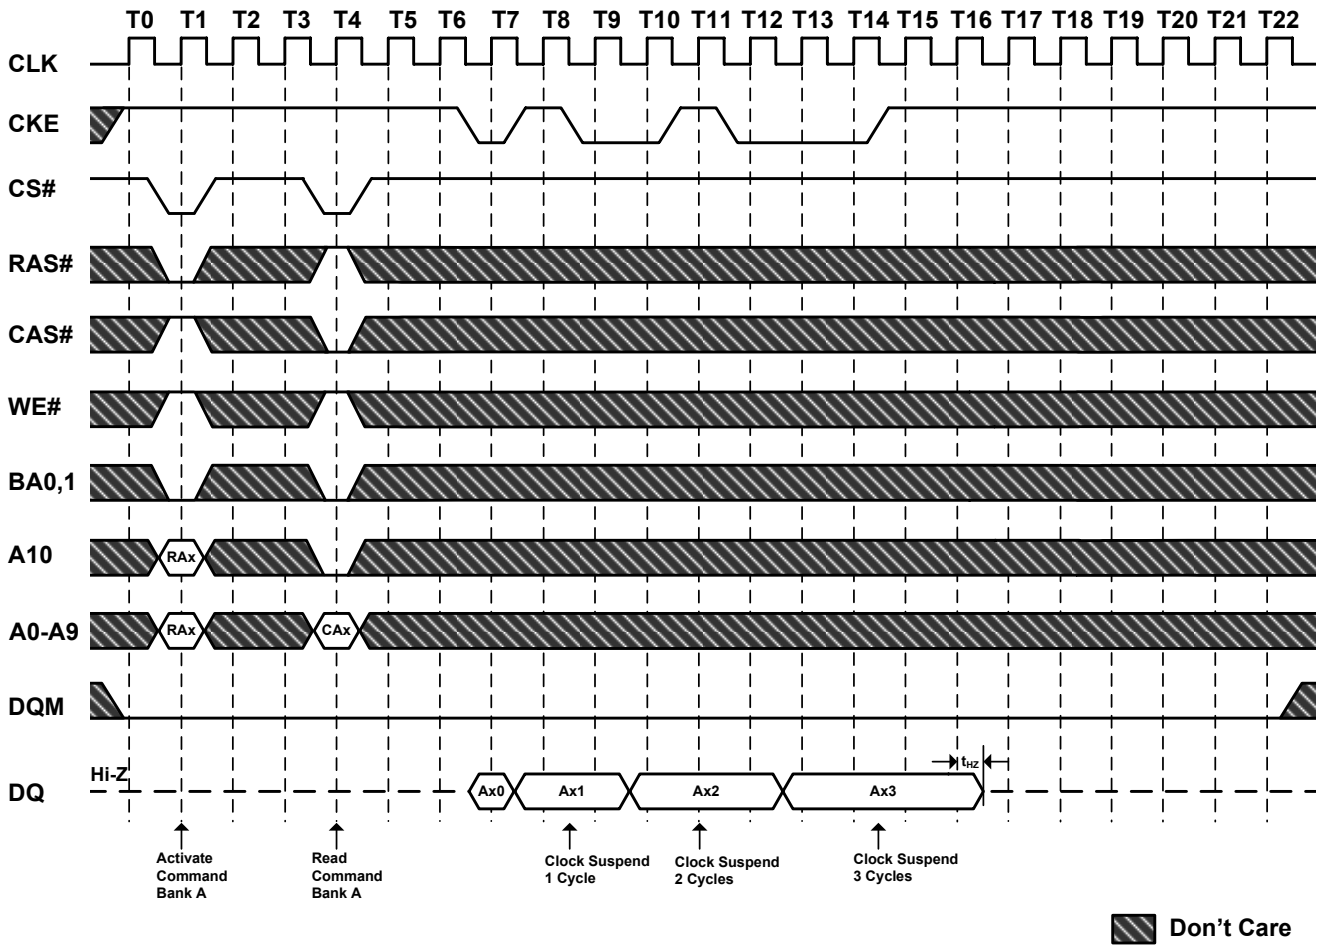 T0 T1 T2 T3 T4 T5 T6 T7 T8 T9 T10 T11 T12 T13 T14 T15 T16 T17 T18 T19 T20 T21 T22
CLK
CKE
CS#
RAS#
CAS#
WE#
BA0,1
A10
RAx
A0-A9
RAx CAx
DQM
tHZ
Hi-Z
DQ
Ax0 Ax1 Ax2 Ax3
Activate
Command
Bank A
Read
Command
Bank A
Clock Suspend
1 Cycle
Clock Suspend
2 Cycles
Clock Suspend
3 Cycles
Don't Care